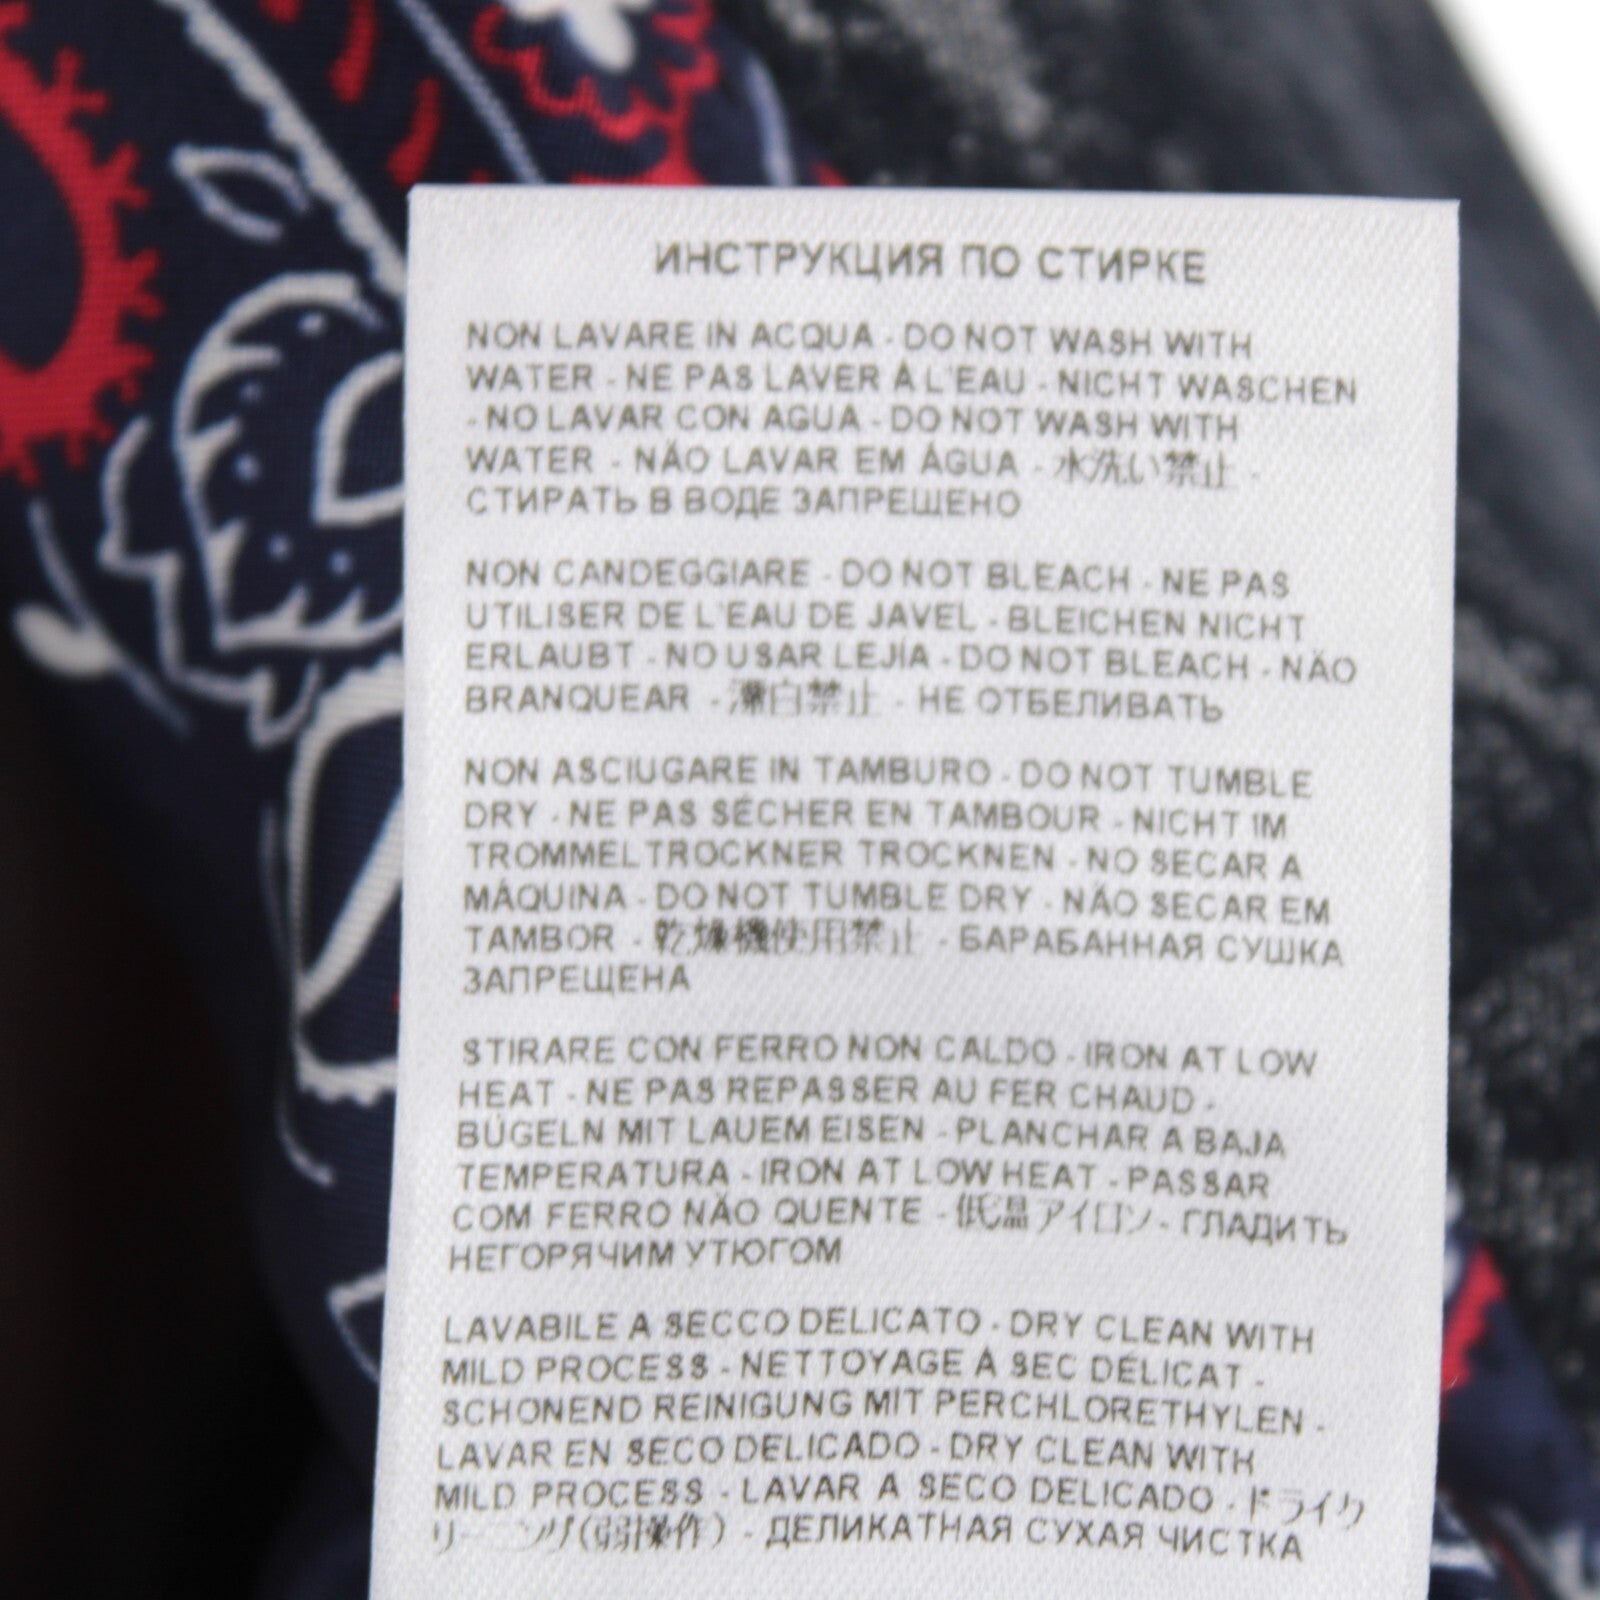 ИНСТРУКЦИЯ ПО СТИРКЕ
NON LAVARE IN ACQUA - DO NOT WASH WITH
WATER - NE PAS LAVER À L'EAU - NICHT WASCHEN
- NO LAVAR CON AGUA - DO NOT WASH WITH
WATER - NÃO LAVAR EM ÁGUA - 水洗い禁止 -
СТИРАТЬ В ВОДЕ ЗАПРЕЩЕНО
NON CANDEGGIARE - DO NOT BLEACH - NE PAS
UTILISER DE L'EAU DE JAVEL - BLEICHEN NICHT
ERLAUBT - NO USAR LEJÍA - DO NOT BLEACH - NÃO
BRANQUEAR - 漂白禁止 - НЕ ОТБЕЛИВАТЬ
NON ASCIUGARE IN TAMBURO - DO NOT TUMBLE
DRY - NE PAS SÉCHER EN TAMBOUR - NICHT IM
TROMMELTROCKNER TROCKNEN - NO SECAR A
MÁQUINA - DO NOT TUMBLE DRY - NÃO SECAR EM
TAMBOR - 乾燥機使用禁止 - БАРАБАННАЯ СУШКА
ЗАПРЕЩЕНА
STIRARE CON FERRO NON CALDO - IRON AT LOW
HEAT - NE PAS REPASSER AU FER CHAUD -
BÜGELN MIT LAUEM EISEN - PLANCHAR A BAJA
TEMPERATURA - IRON AT LOW HEAT - PASSAR
COM FERRO NÃO QUENTE - 低温アイロン - ГЛАДИТЬ
НЕГОРЯЧИМ УТЮГОМ
LAVABILE A SECCO DELICATO - DRY CLEAN WITH
MILD PROCESS - NETTOYAGE À SEC DÉLICAT -
SCHONEND REINIGUNG MIT PERCHLORETHYLEN -
LAVAR EN SECO DELICADO - DRY CLEAN WITH
MILD PROCESS - LAVAR A SECO DELICADO - ドライク
リーニング(弱操作) - ДЕЛИКАТНАЯ СУХАЯ ЧИСТКА